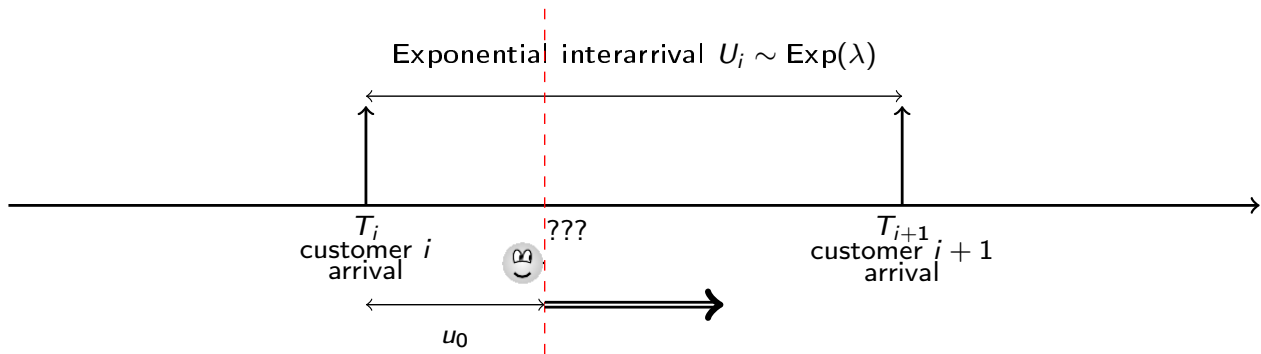 Exponential interarrival U_i ∼ Exp(λ)
T_i
customer i
arrival
???
T_{i+1}
customer i + 1
arrival
u_0